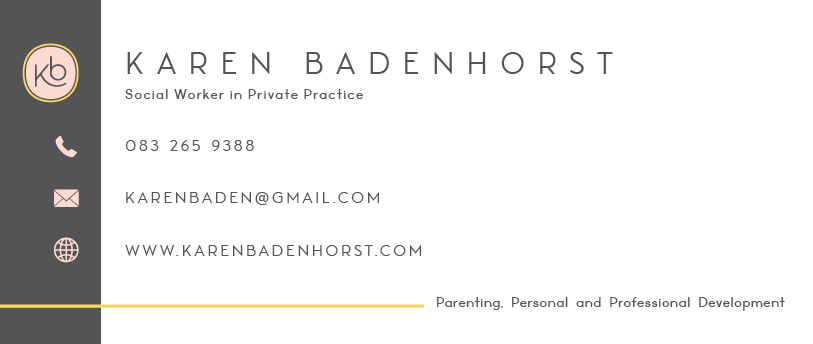 kb
KAREN BADENHORST
Social Worker in Private Practice
083 265 9388
KARENBADEN@GMAIL.COM
WWW.KARENBADENHORST.COM
Parenting, Personal and Professional Development